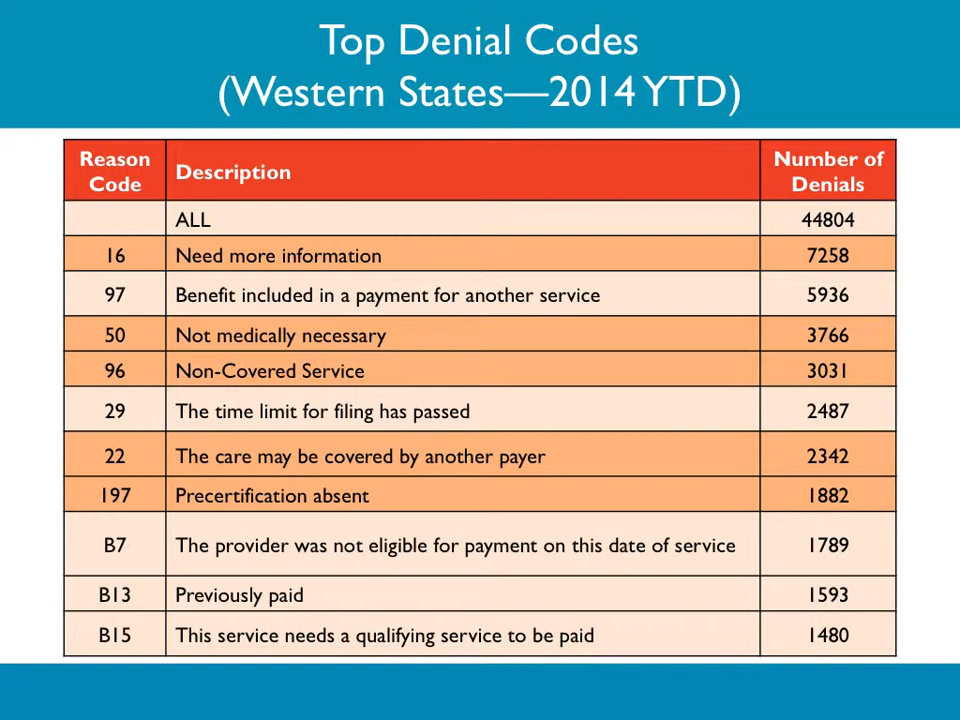 Top Denial Codes
(Western States—2014 YTD)
Reason Code Description Number of Denials
ALL 44804
16 Need more information 7258
97 Benefit included in a payment for another service 5936
50 Not medically necessary 3766
96 Non-Covered Service 3031
29 The time limit for filing has passed 2487
22 The care may be covered by another payer 2342
197 Precertification absent 1882
B7 The provider was not eligible for payment on this date of service 1789
B13 Previously paid 1593
B15 This service needs a qualifying service to be paid 1480